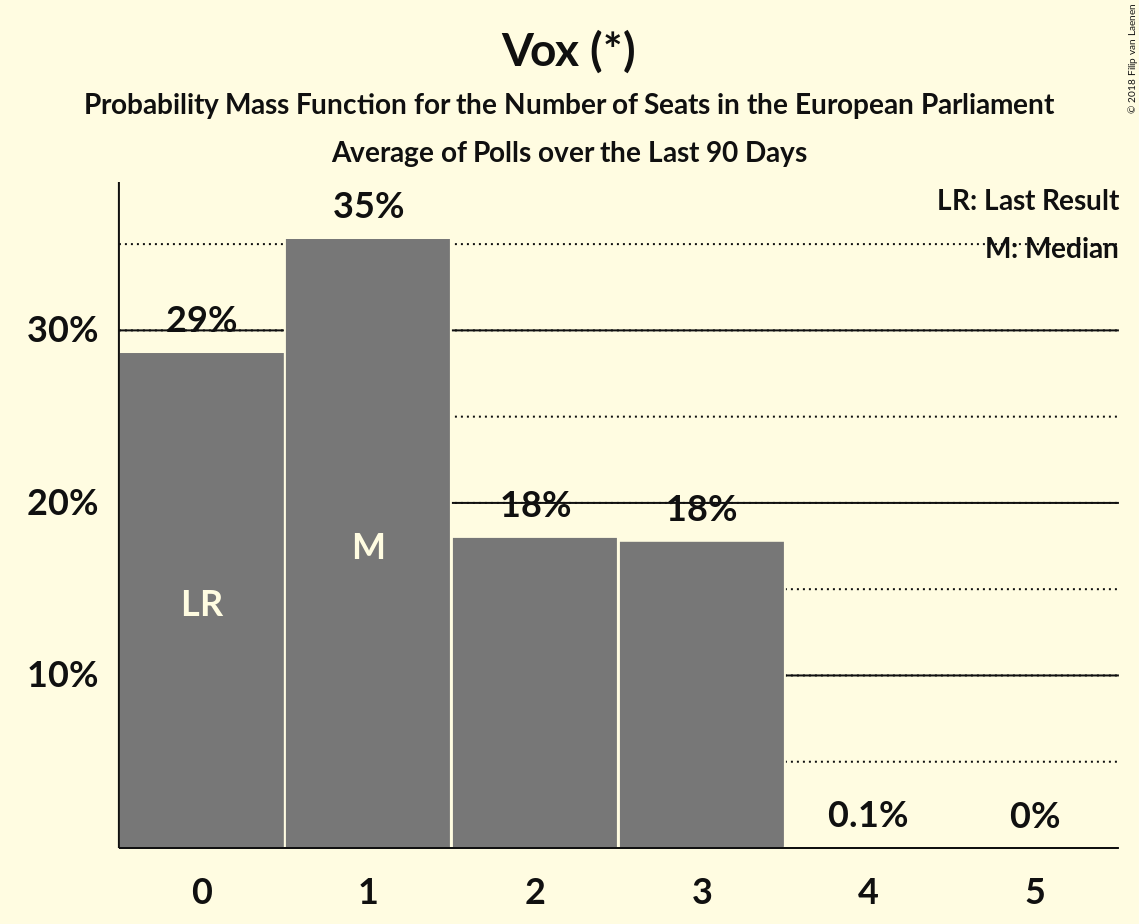 Vox (*)
Probability Mass Function for the Number of Seats in the European Parliament
Average of Polls over the Last 90 Days
© 2018 Filip van Laenen
LR: Last Result
M: Median
35%
29%
18%
18%
0.1%
0%
30%
20%
10%
LR
M
0
1
2
3
4
5